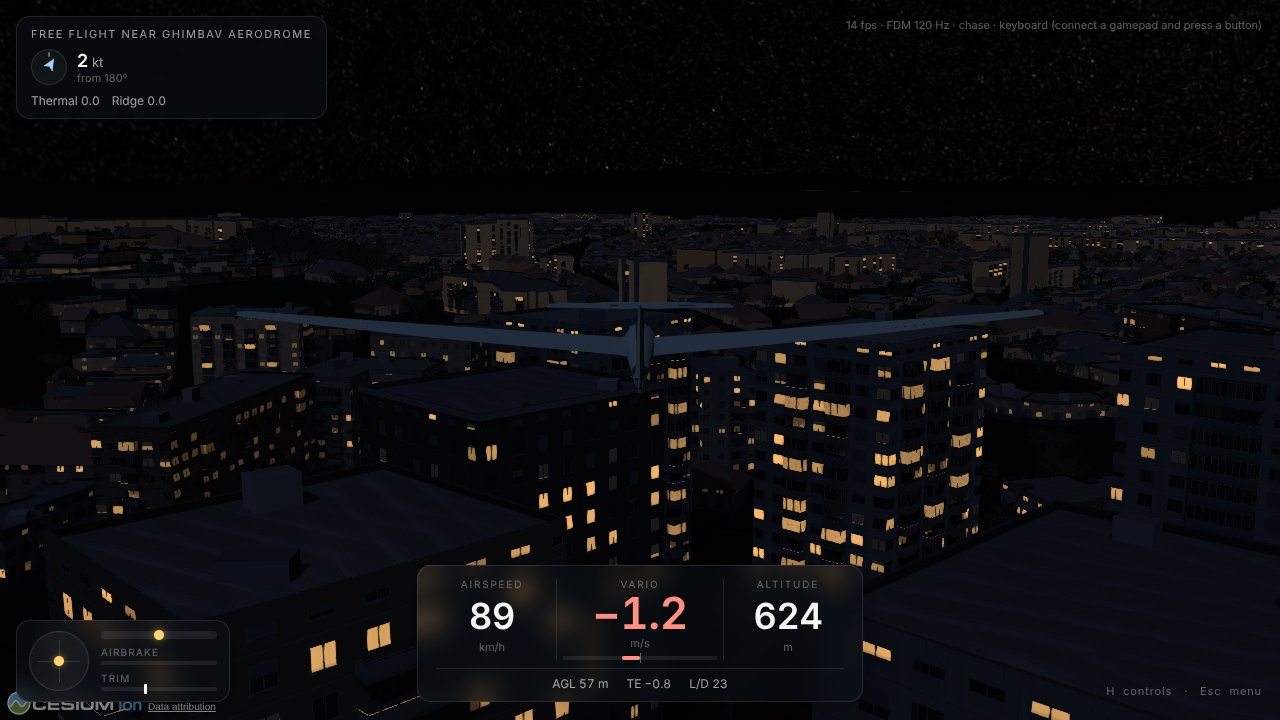 FREE FLIGHT NEAR GHIMBAV AERODROME
2 kt
from 180°
Thermal 0.0 Ridge 0.0
14 fps · FDM 120 Hz · chase · keyboard (connect a gamepad and press a button)
AIRSPEED
89
km/h
VARIO
−1.2
m/s
ALTITUDE
624
m
AGL 57 m TE −0.8 L/D 23
AIRBRAKE
TRIM
CESIUM ion Data attribution
H controls · Esc menu